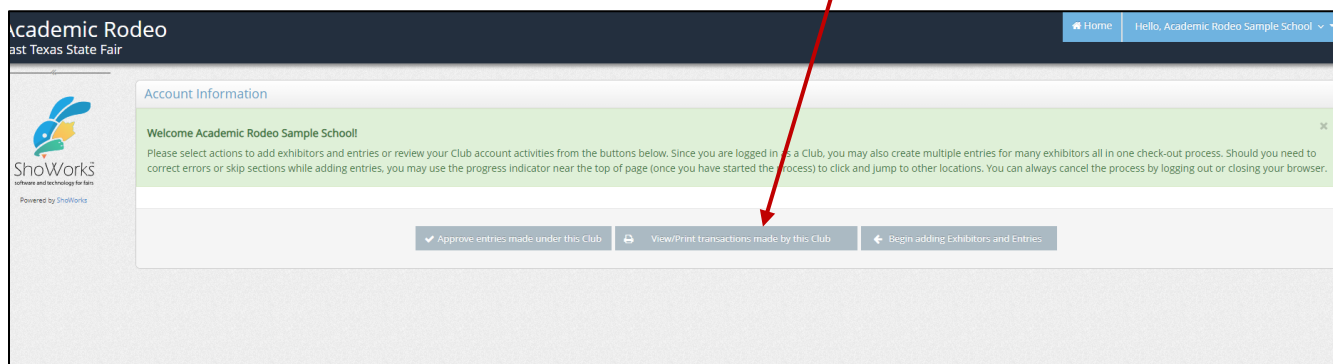 Academic Rodeo
ast Texas State Fair
Home
Hello, Academic Rodeo Sample School
ShoWorks
software and technology for fairs
Powered by ShoWorks
Account Information
Welcome Academic Rodeo Sample School!
Please select actions to add exhibitors and entries or review your Club account activities from the buttons below. Since you are logged in as a Club, you may also create multiple entries for many exhibitors all in one check-out process. Should you need to
correct errors or skip sections while adding entries, you may use the progress indicator near the top of page (once you have started the process) to click and jump to other locations. You can always cancel the process by logging out or closing your browser.
Approve entries made under this Club
View/Print transactions made by this Club
Begin adding Exhibitors and Entries